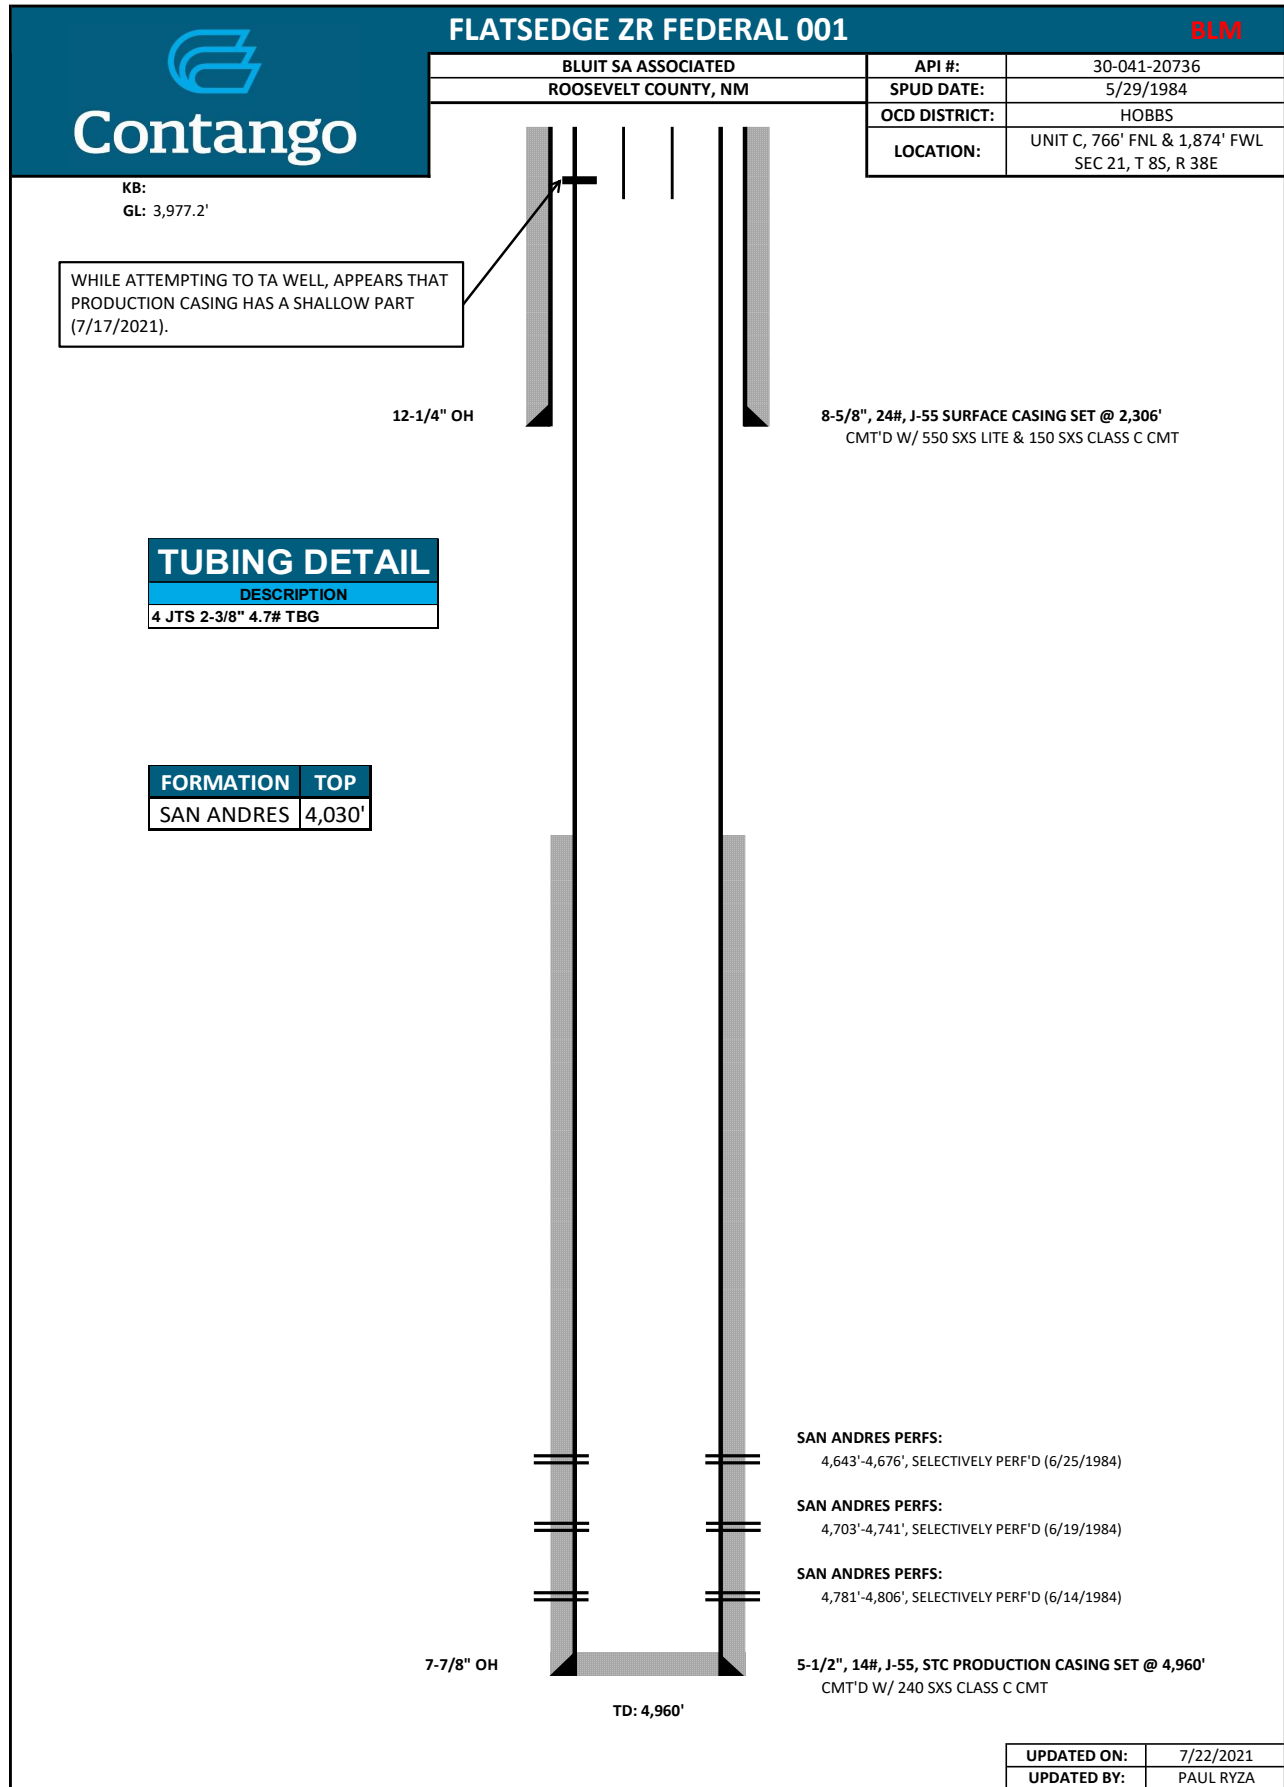 FLATSEDGE ZR FEDERAL 001
BLM
Contango
BLUIT SA ASSOCIATED
ROOSEVELT COUNTY, NM
API #: 30-041-20736
SPUD DATE: 5/29/1984
OCD DISTRICT: HOBBS
LOCATION: UNIT C, 766' FNL & 1,874' FWL
SEC 21, T 8S, R 38E
KB:
GL: 3,977.2'
WHILE ATTEMPTING TO TA WELL, APPEARS THAT
PRODUCTION CASING HAS A SHALLOW PART
(7/17/2021).
12-1/4" OH
8-5/8", 24#, J-55 SURFACE CASING SET @ 2,306'
CMT'D W/ 550 SXS LITE & 150 SXS CLASS C CMT
TUBING DETAIL
DESCRIPTION
4 JTS 2-3/8" 4.7# TBG
FORMATION TOP
SAN ANDRES 4,030'
SAN ANDRES PERFS:
4,643'-4,676', SELECTIVELY PERF'D (6/25/1984)
SAN ANDRES PERFS:
4,703'-4,741', SELECTIVELY PERF'D (6/19/1984)
SAN ANDRES PERFS:
4,781'-4,806', SELECTIVELY PERF'D (6/14/1984)
7-7/8" OH
5-1/2", 14#, J-55, STC PRODUCTION CASING SET @ 4,960'
CMT'D W/ 240 SXS CLASS C CMT
TD: 4,960'
UPDATED ON: 7/22/2021
UPDATED BY: PAUL RYZA